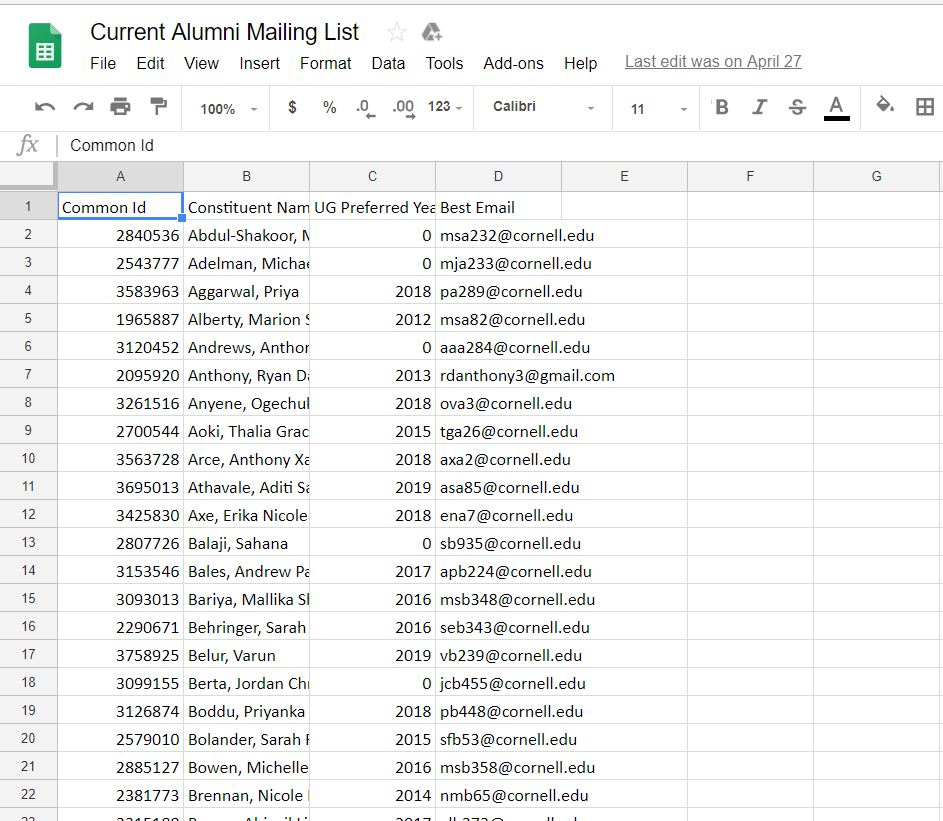 Current Alumni Mailing List
File Edit View Insert Format Data Tools Add-ons Help Last edit was on April 27
100% $ % .0 .00 123 Calibri 11 B I S A
fx Common Id
A B C D E F G
1 Common Id Constituent Nam UG Preferred Yea Best Email
2 2840536 Abdul-Shakoor, 0 msa232@cornell.edu
3 2543777 Adelman, Michae 0 mja233@cornell.edu
4 3583963 Aggarwal, Priya 2018 pa289@cornell.edu
5 1965887 Alberty, Marion S 2012 msa82@cornell.edu
6 3120452 Andrews, Anthon 0 aaa284@cornell.edu
7 2095920 Anthony, Ryan Da 2013 rdanthony3@gmail.com
8 3261516 Anyene, Ogechuk 2018 ova3@cornell.edu
9 2700544 Aoki, Thalia Grac 2015 tga26@cornell.edu
10 3563728 Arce, Anthony Xa 2018 axa2@cornell.edu
11 3695013 Athavale, Aditi Sa 2019 asa85@cornell.edu
12 3425830 Axe, Erika Nicole 2018 ena7@cornell.edu
13 2807726 Balaji, Sahana 0 sb935@cornell.edu
14 3153546 Bales, Andrew Pa 2017 apb224@cornell.edu
15 3093013 Bariya, Mallika Sh 2016 msb348@cornell.edu
16 2290671 Behringer, Sarah 2016 seb343@cornell.edu
17 3758925 Belur, Varun 2019 vb239@cornell.edu
18 3099155 Berta, Jordan Chr 0 jcb455@cornell.edu
19 3126874 Boddu, Priyanka 2018 pb448@cornell.edu
20 2579010 Bolander, Sarah 2015 sfb53@cornell.edu
21 2885127 Bowen, Michelle 2016 msb358@cornell.edu
22 2381773 Brennan, Nicole 2014 nmb65@cornell.edu